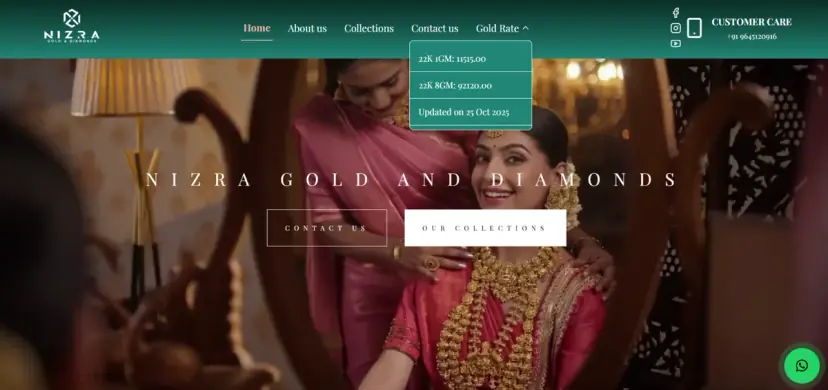 NIZRA
GOLD & DIAMONDS
Home
About us
Collections
Contact us
Gold Rate
22K 1GM: 11515.00
22K 8GM: 92120.00
Updated on 25 Oct 2025
CUSTOMER CARE
+91 9645120916
NIZRA GOLD AND DIAMONDS
CONTACT US
OUR COLLECTIONS